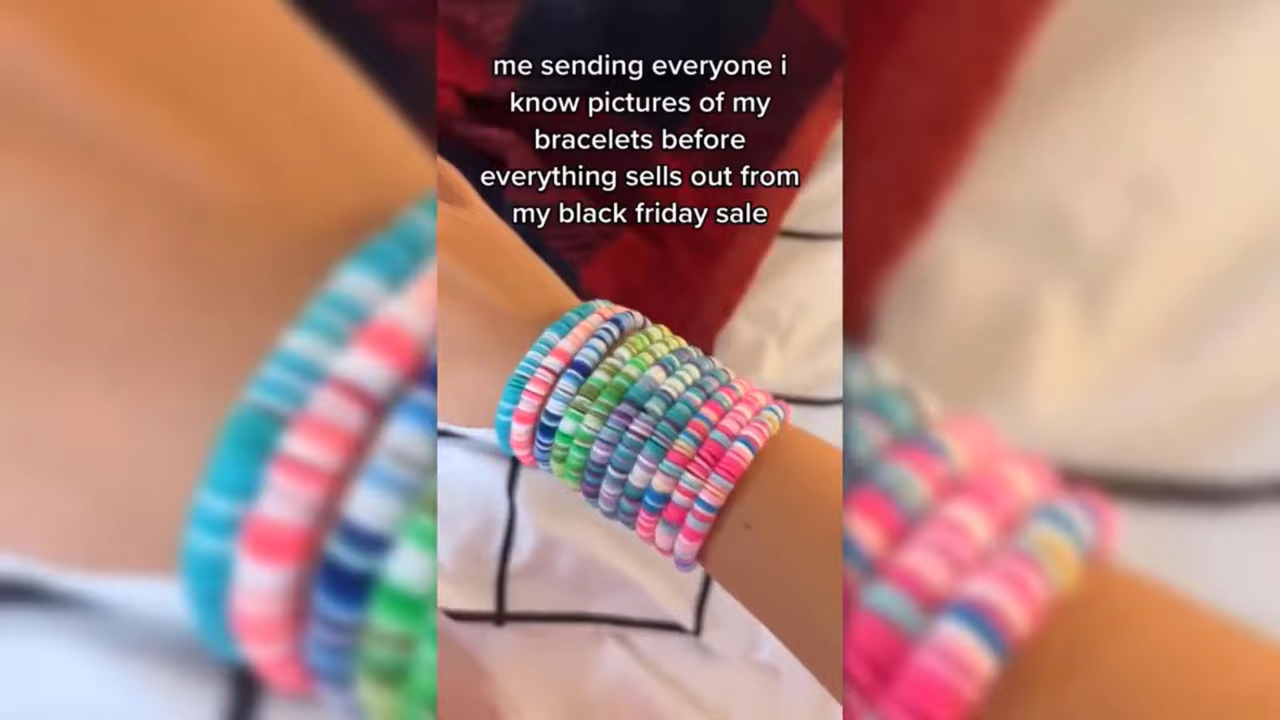 me sending everyone i
know pictures of my
bracelets before
everything sells out from
my black friday sale